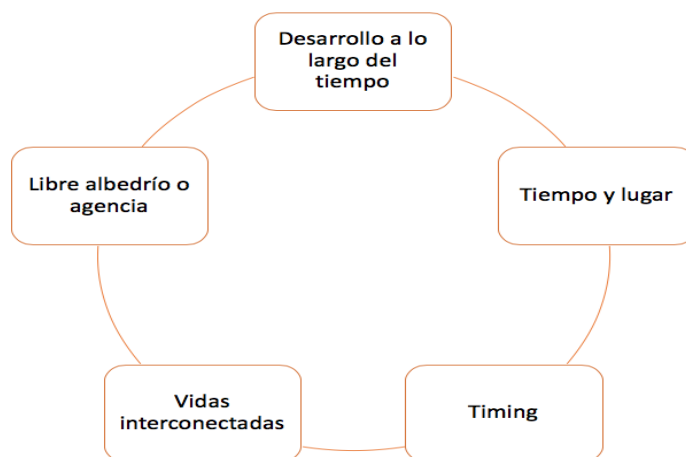 Desarrollo a lo
largo del
tiempo
Tiempo y lugar
Timing
Vidas
interconectadas
Libre albedrío o
agencia